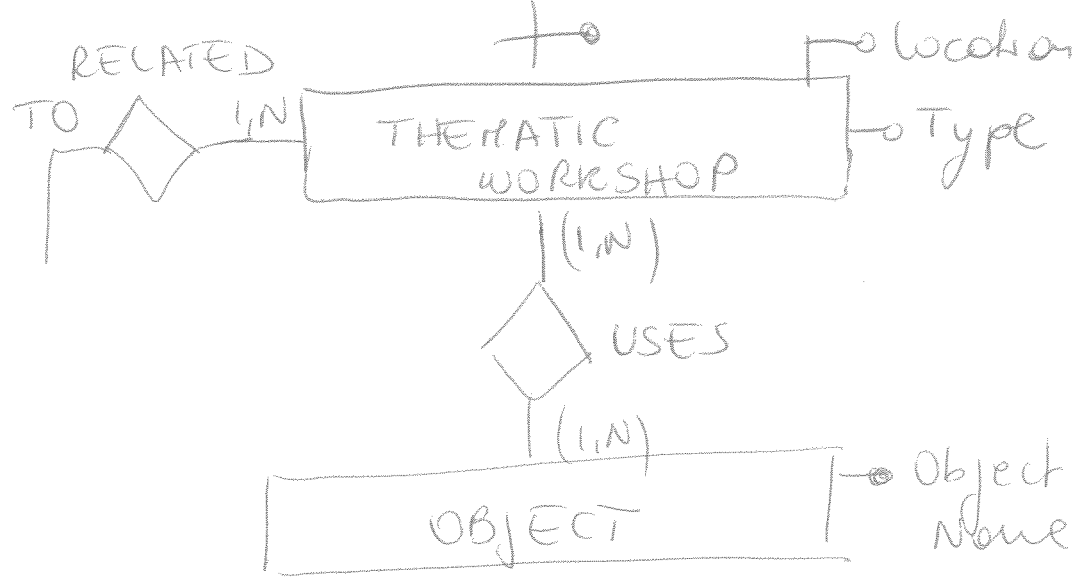 RELATED
TO
1,N
Location
THEMATIC
WORKSHOP
Type
(1,N)
USES
(1,N)
OBJECT
Object
Name